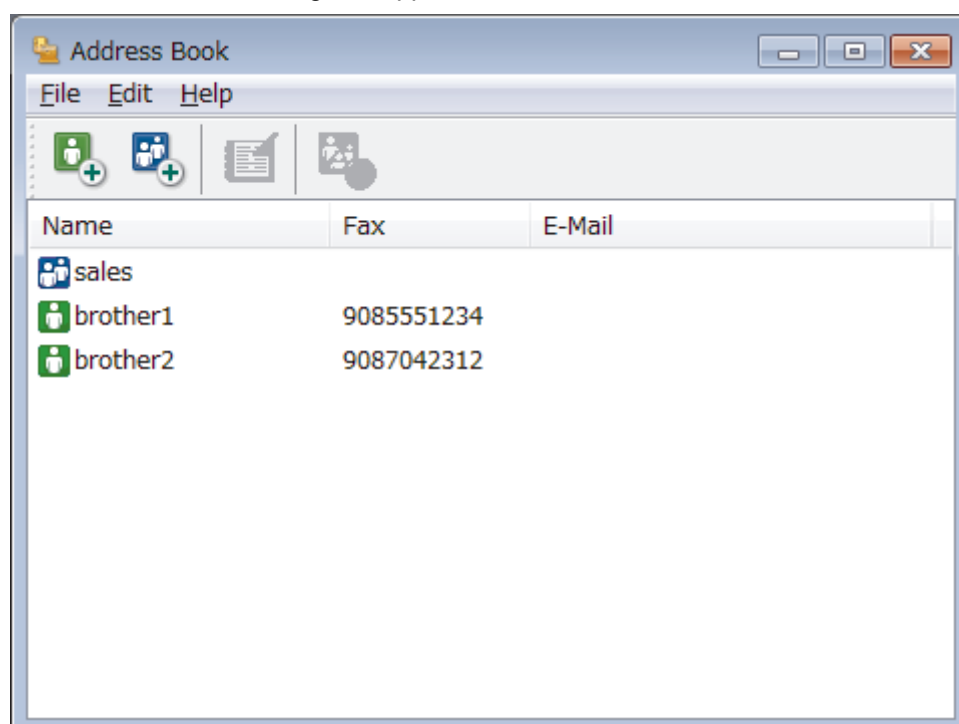 Address Book
File Edit Help
Name Fax E-Mail
sales
brother1 9085551234
brother2 9087042312